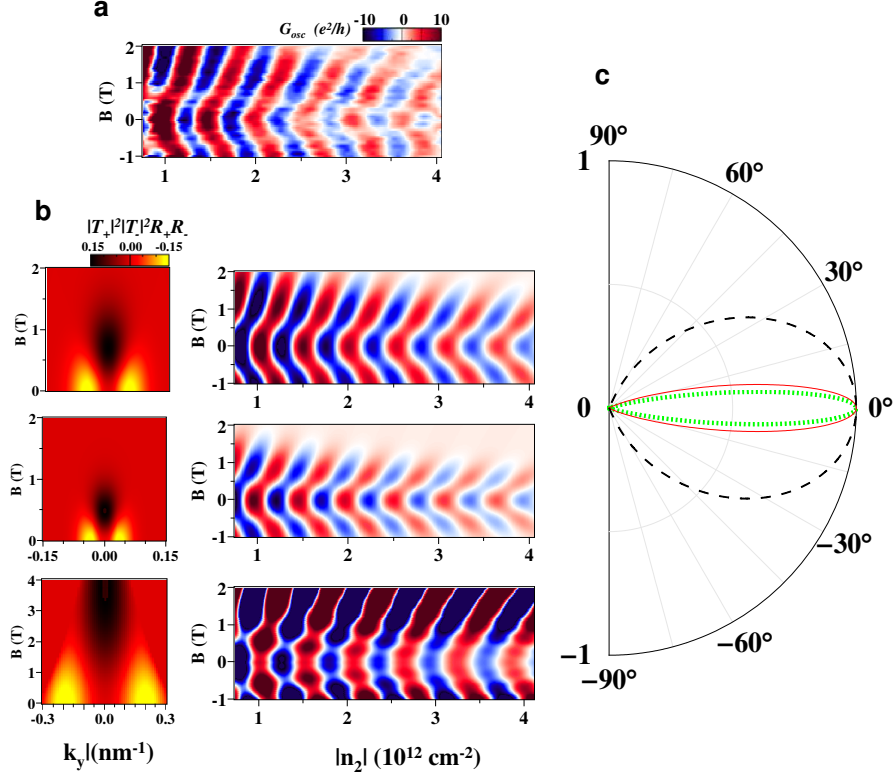 a
G_osc (e²/h) -10 0 10
2
1
0
-1
B (T)
1 2 3 4
b
|T₊|²|T₋|²R₊R₋
0.15 0.00 -0.15
2
1
0
B (T)
2
1
0
-1
B (T)
1 2 3 4
2
1
0
B (T)
-0.15 0.00 0.15
2
1
0
-1
B (T)
1 2 3 4
4
3
2
1
0
B (T)
-0.3 0.0 0.3
k_y|(nm⁻¹)
2
1
0
-1
B (T)
1 2 3 4
|n₂| (10¹² cm⁻²)
c
90°
1
60°
30°
0 0°
−30°
−60°
−1
−90°